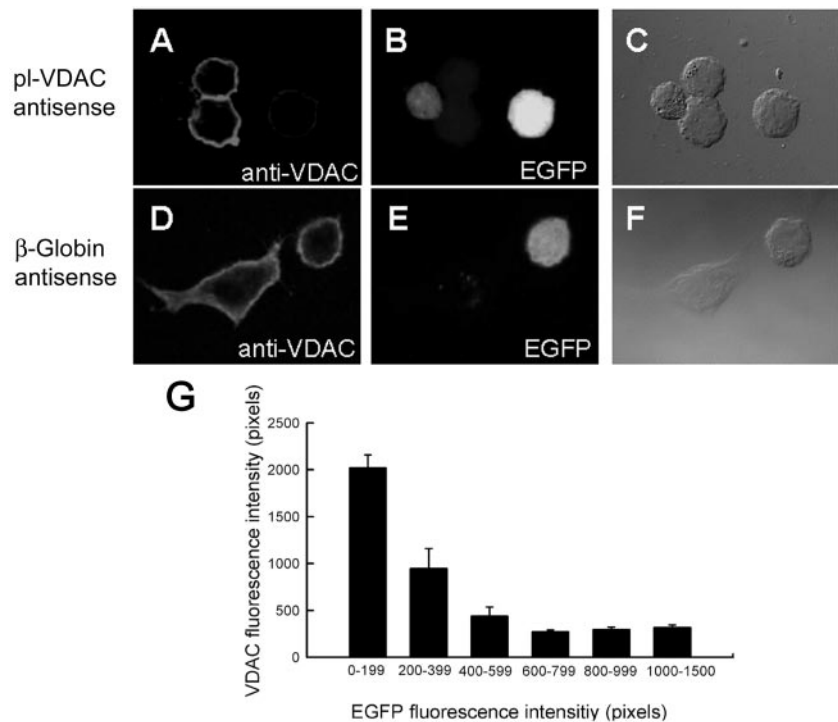 A
B
C
pl-VDAC
antisense
anti-VDAC
EGFP
D
E
F
β-Globin
antisense
anti-VDAC
EGFP
G
VDAC fluorescence intensity (pixels)
2500
2000
1500
1000
500
0
0-199 200-399 400-599 600-799 800-999 1000-1500
EGFP fluorescence intensitiy (pixels)